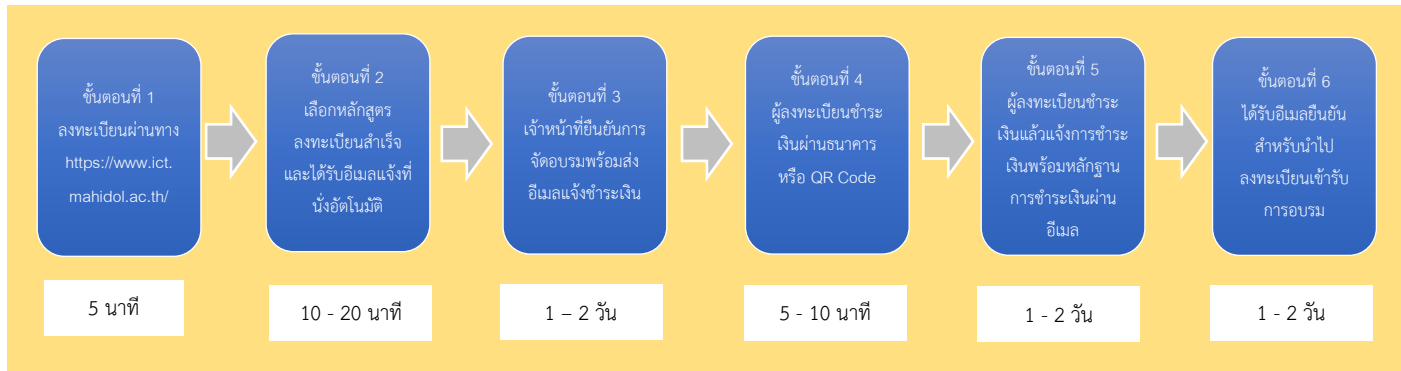 ขั้นตอนที่ 1
ลงทะเบียนผ่านทาง
https://www.ict.
mahidol.ac.th/
ขั้นตอนที่ 2
เลือกหลักสูตร
ลงทะเบียนสำเร็จ
และได้รับอีเมลแจ้งที่
นั่งอัตโนมัติ
ขั้นตอนที่ 3
เจ้าหน้าที่ยืนยันการ
จัดอบรมพร้อมส่ง
อีเมลแจ้งชำระเงิน
ขั้นตอนที่ 4
ผู้ลงทะเบียนชำระ
เงินผ่านธนาคาร
หรือ QR Code
ขั้นตอนที่ 5
ผู้ลงทะเบียนชำระ
เงินแล้วแจ้งการชำระ
เงินพร้อมหลักฐาน
การชำระเงินผ่าน
อีเมล
ขั้นตอนที่ 6
ได้รับอีเมลยืนยัน
สำหรับนำไป
ลงทะเบียนเข้ารับ
การอบรม
5 นาที
10 - 20 นาที
1 – 2 วัน
5 - 10 นาที
1 - 2 วัน
1 - 2 วัน